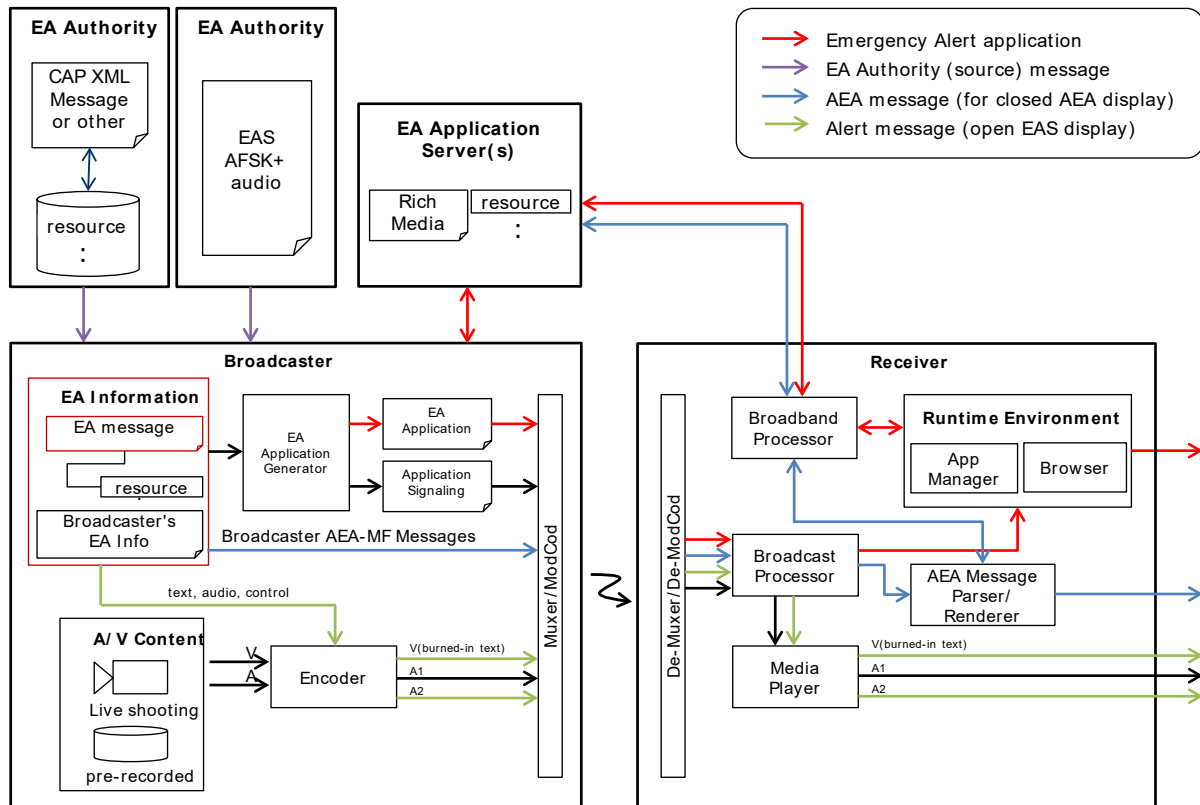 EA Authority
CAP XML
Message
or other
resource
:
EA Authority
EAS
AFSK+
audio
EA Application
Server(s)
Rich
Media
resource
:
Emergency Alert application
EA Authority (source) message
AEA message (for closed AEA display)
Alert message (open EAS display)
Broadcaster
EA Information
EA message
resource
:
Broadcaster's
EA Info
EA
Application
Generator
EA
Application
Application
Signaling
Broadcaster AEA-MF Messages
text, audio, control
A/V Content
Live shooting
pre-recorded
V
A
Encoder
V(burned-in text)
A1
A2
Muxer/ModCod
Receiver
De-Muxer/De-ModCod
Broadband
Processor
Runtime Environment
App
Manager
Browser
Broadcast
Processor
AEA Message
Parser/
Renderer
Media
Player
V(burned-in text)
A1
A2